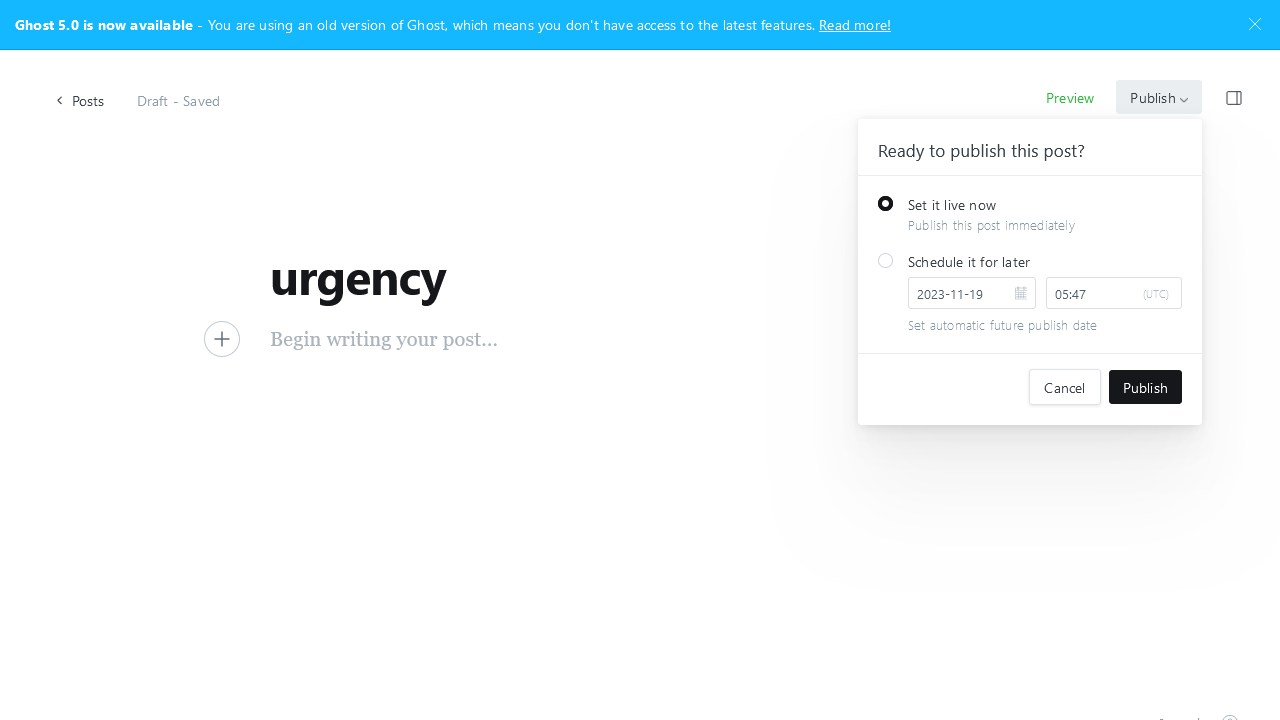 Ghost 5.0 is now available - You are using an old version of Ghost, which means you don't have access to the latest features. Read more!
Posts
Draft - Saved
Preview
Publish
Ready to publish this post?
Set it live now
Publish this post immediately
Schedule it for later
2023-11-19
05:47
(UTC)
Set automatic future publish date
Cancel
Publish
urgency
Begin writing your post...